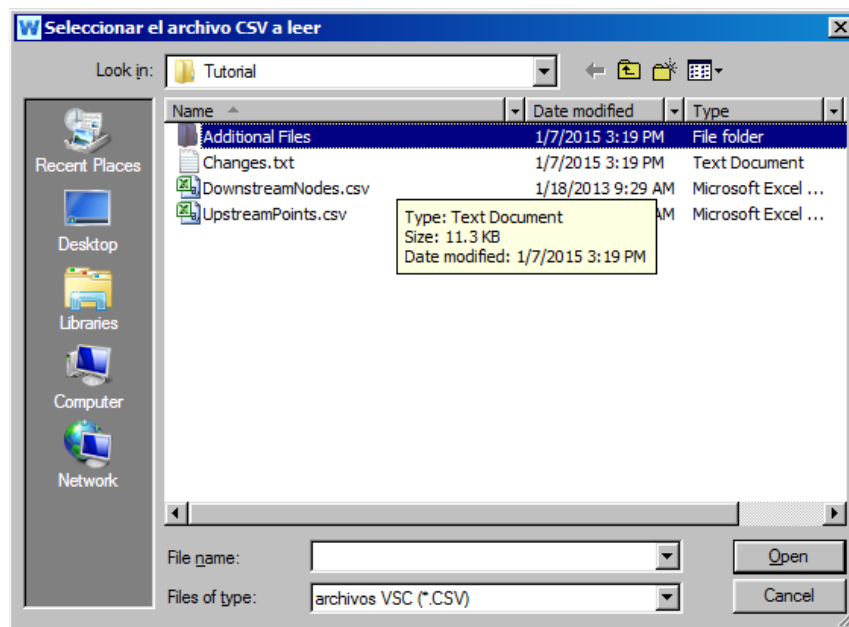 W Seleccionar el archivo CSV a leer
Look in: Tutorial
Name Date modified Type
Additional Files 1/7/2015 3:19 PM File folder
Changes.txt 1/7/2015 3:19 PM Text Document
DownstreamNodes.csv 1/18/2013 9:29 AM Microsoft Excel ...
UpstreamPoints.csv AM Microsoft Excel ...
Type: Text Document
Size: 11.3 KB
Date modified: 1/7/2015 3:19 PM
Recent Places
Desktop
Libraries
Computer
Network
File name: Open
Files of type: archivos VSC (*.CSV) Cancel